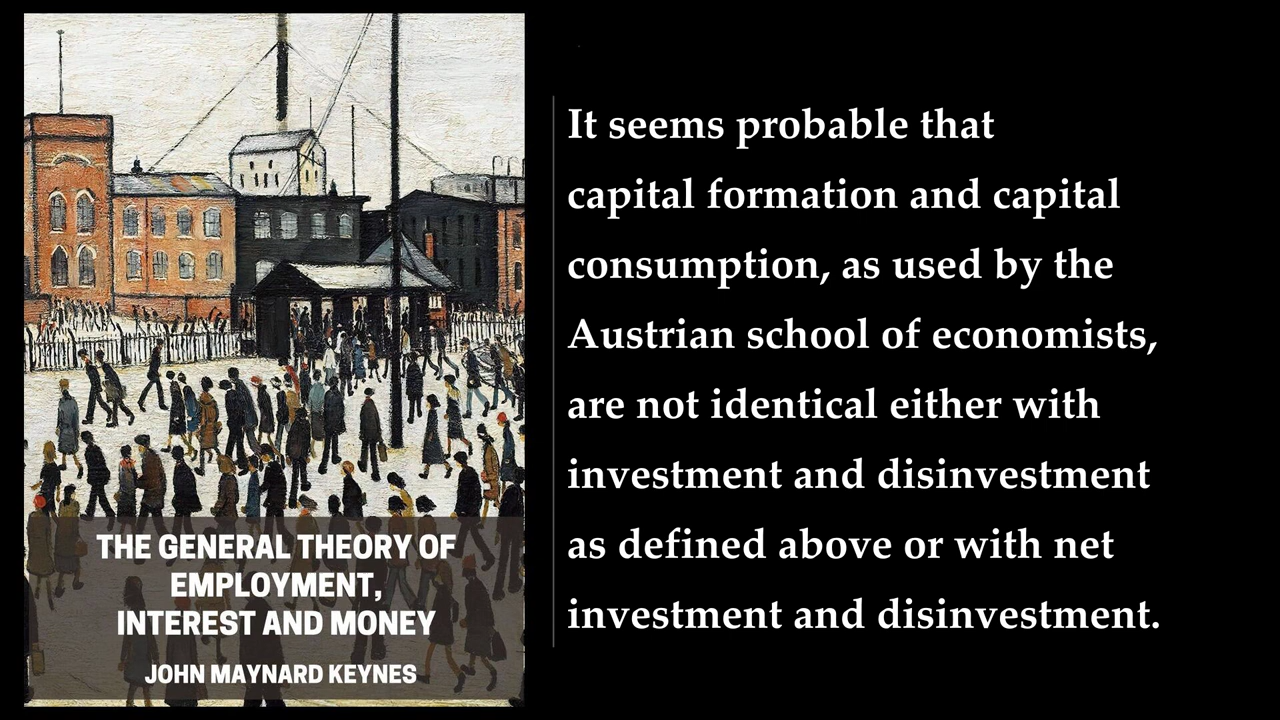 THE GENERAL THEORY OF
EMPLOYMENT,
INTEREST AND MONEY
JOHN MAYNARD KEYNES
It seems probable that
capital formation and capital
consumption, as used by the
Austrian school of economists,
are not identical either with
investment and disinvestment
as defined above or with net
investment and disinvestment.